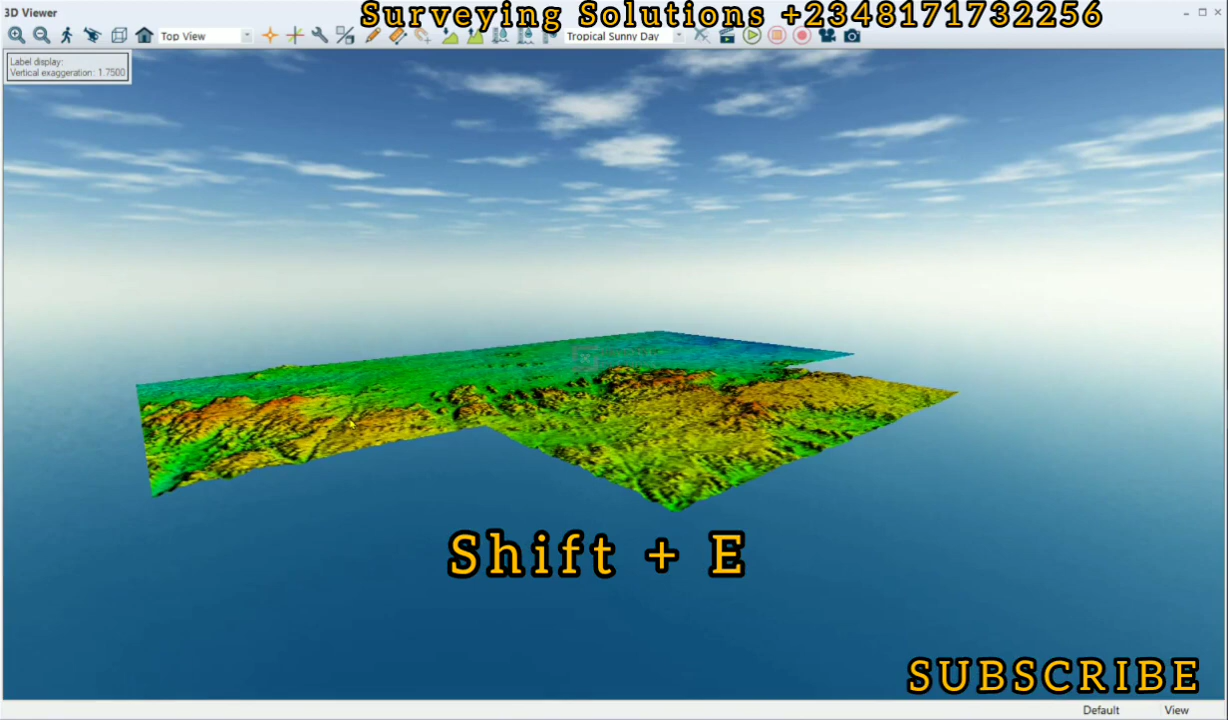 3D Viewer
Surveying Solutions +2348171732256
Top View
Tropical Sunny Day
Label display:
Vertical exaggeration: 1.7500
Shift + E
SUBSCRIBE
Default
View